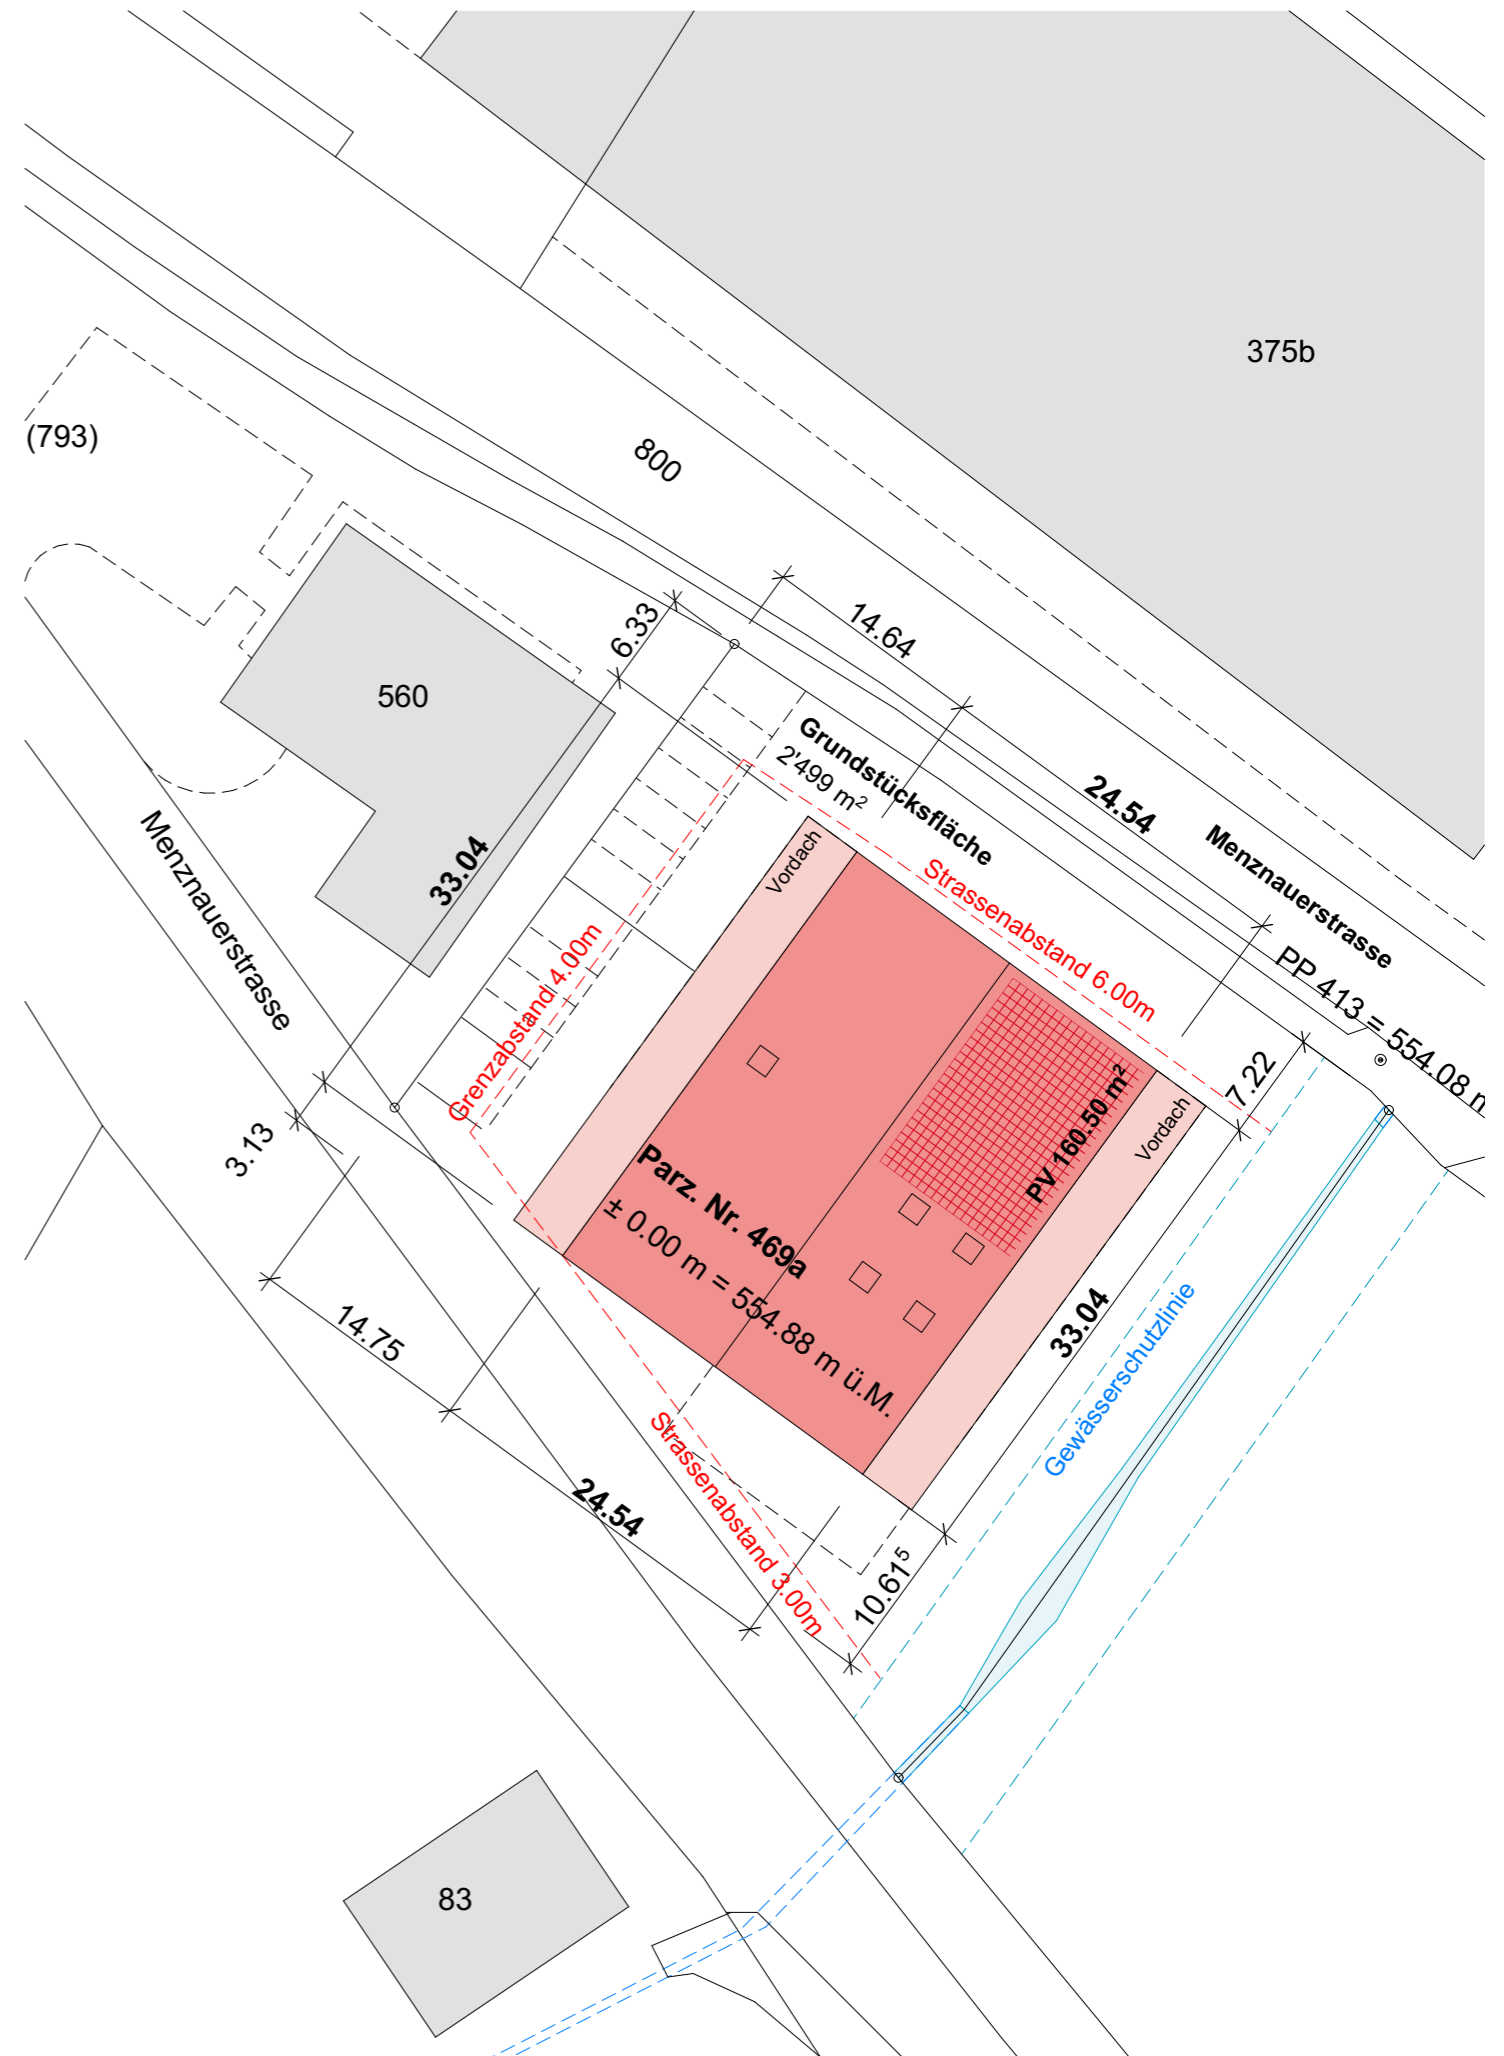 375b
(793)
800
6.33
14.64
560
Grundstücksfläche
2'499 m²
24.54
Menznauerstrasse
Menznauerstrasse
Vordach
33.04
Strassenabstand 6.00m
PP 413 = 554.08 m
Grenzabstand 4.00m
7.22
PV 160.50 m²
Vordach
3.13
Parz. Nr. 469a
± 0.00 m = 554.88 m ü.M.
33.04
Gewässerschutzlinie
14.75
Strassenabstand 3.00m
24.54
10.61⁵
83